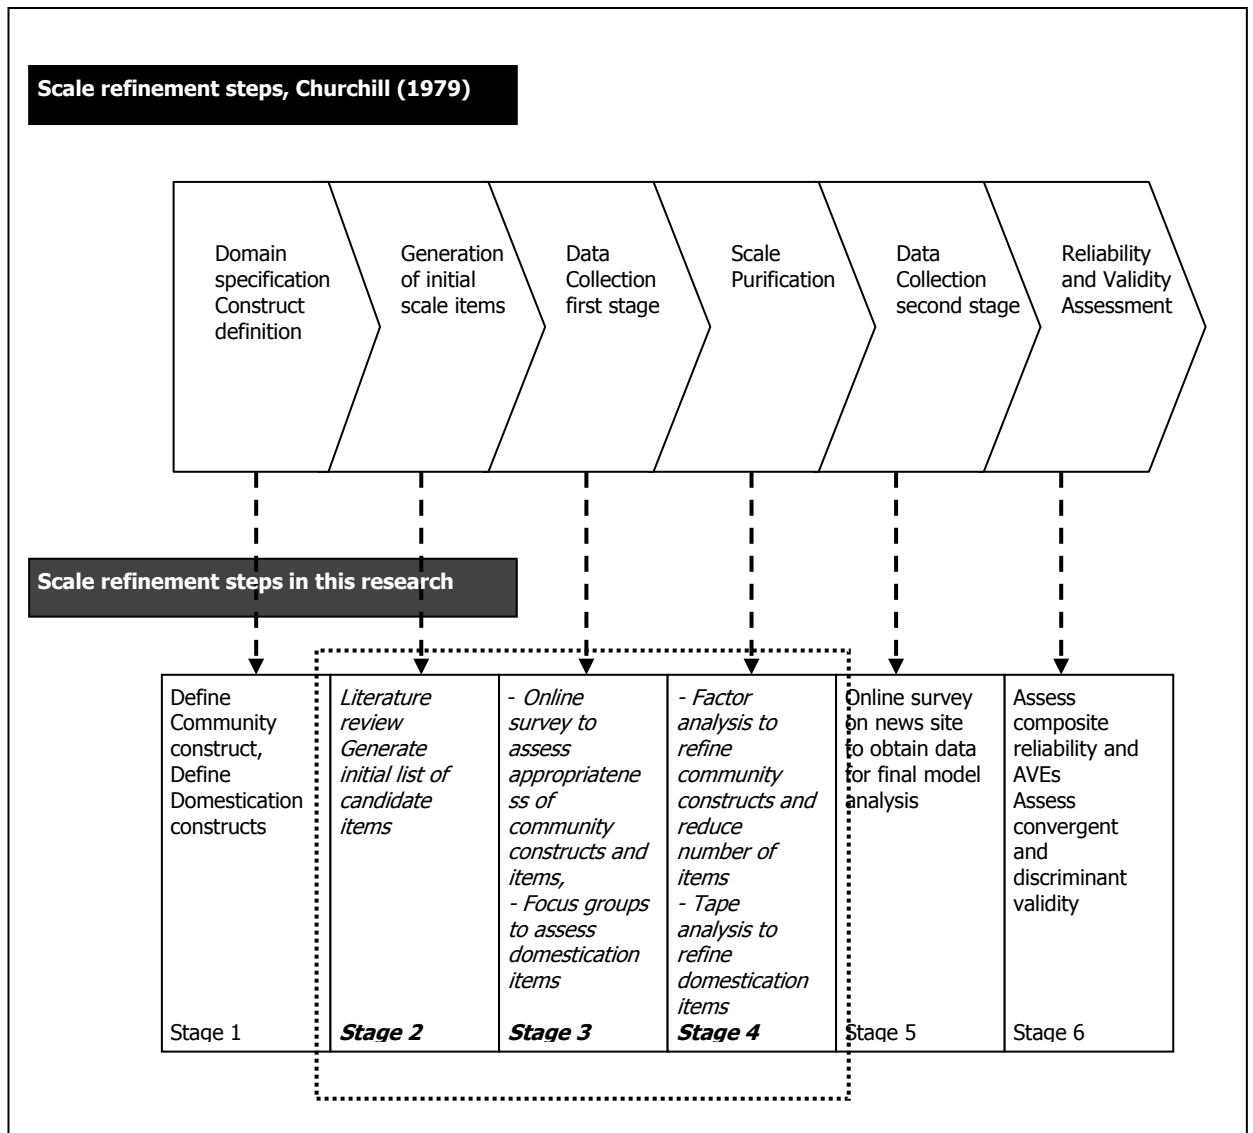 Scale refinement steps, Churchill (1979)
Domain
specification
Construct
definition
Generation
of initial
scale items
Data
Collection
first stage
Scale
Purification
Data
Collection
second stage
Reliability
and Validity
Assessment
Scale refinement steps in this research
Define
Community
construct,
Define
Domestication
constructs
Stage 1
Literature
review
Generate
initial list of
candidate
items
Stage 2
- Online
survey to
assess
appropriatene
ss of
community
constructs and
items,
- Focus groups
to assess
domestication
items
Stage 3
- Factor
analysis to
refine
community
constructs and
reduce
number of
items
- Tape
analysis to
refine
domestication
items
Stage 4
Online survey
on news site
to obtain data
for final model
analysis
Stage 5
Assess
composite
reliability and
AVEs
Assess
convergent
and
discriminant
validity
Stage 6